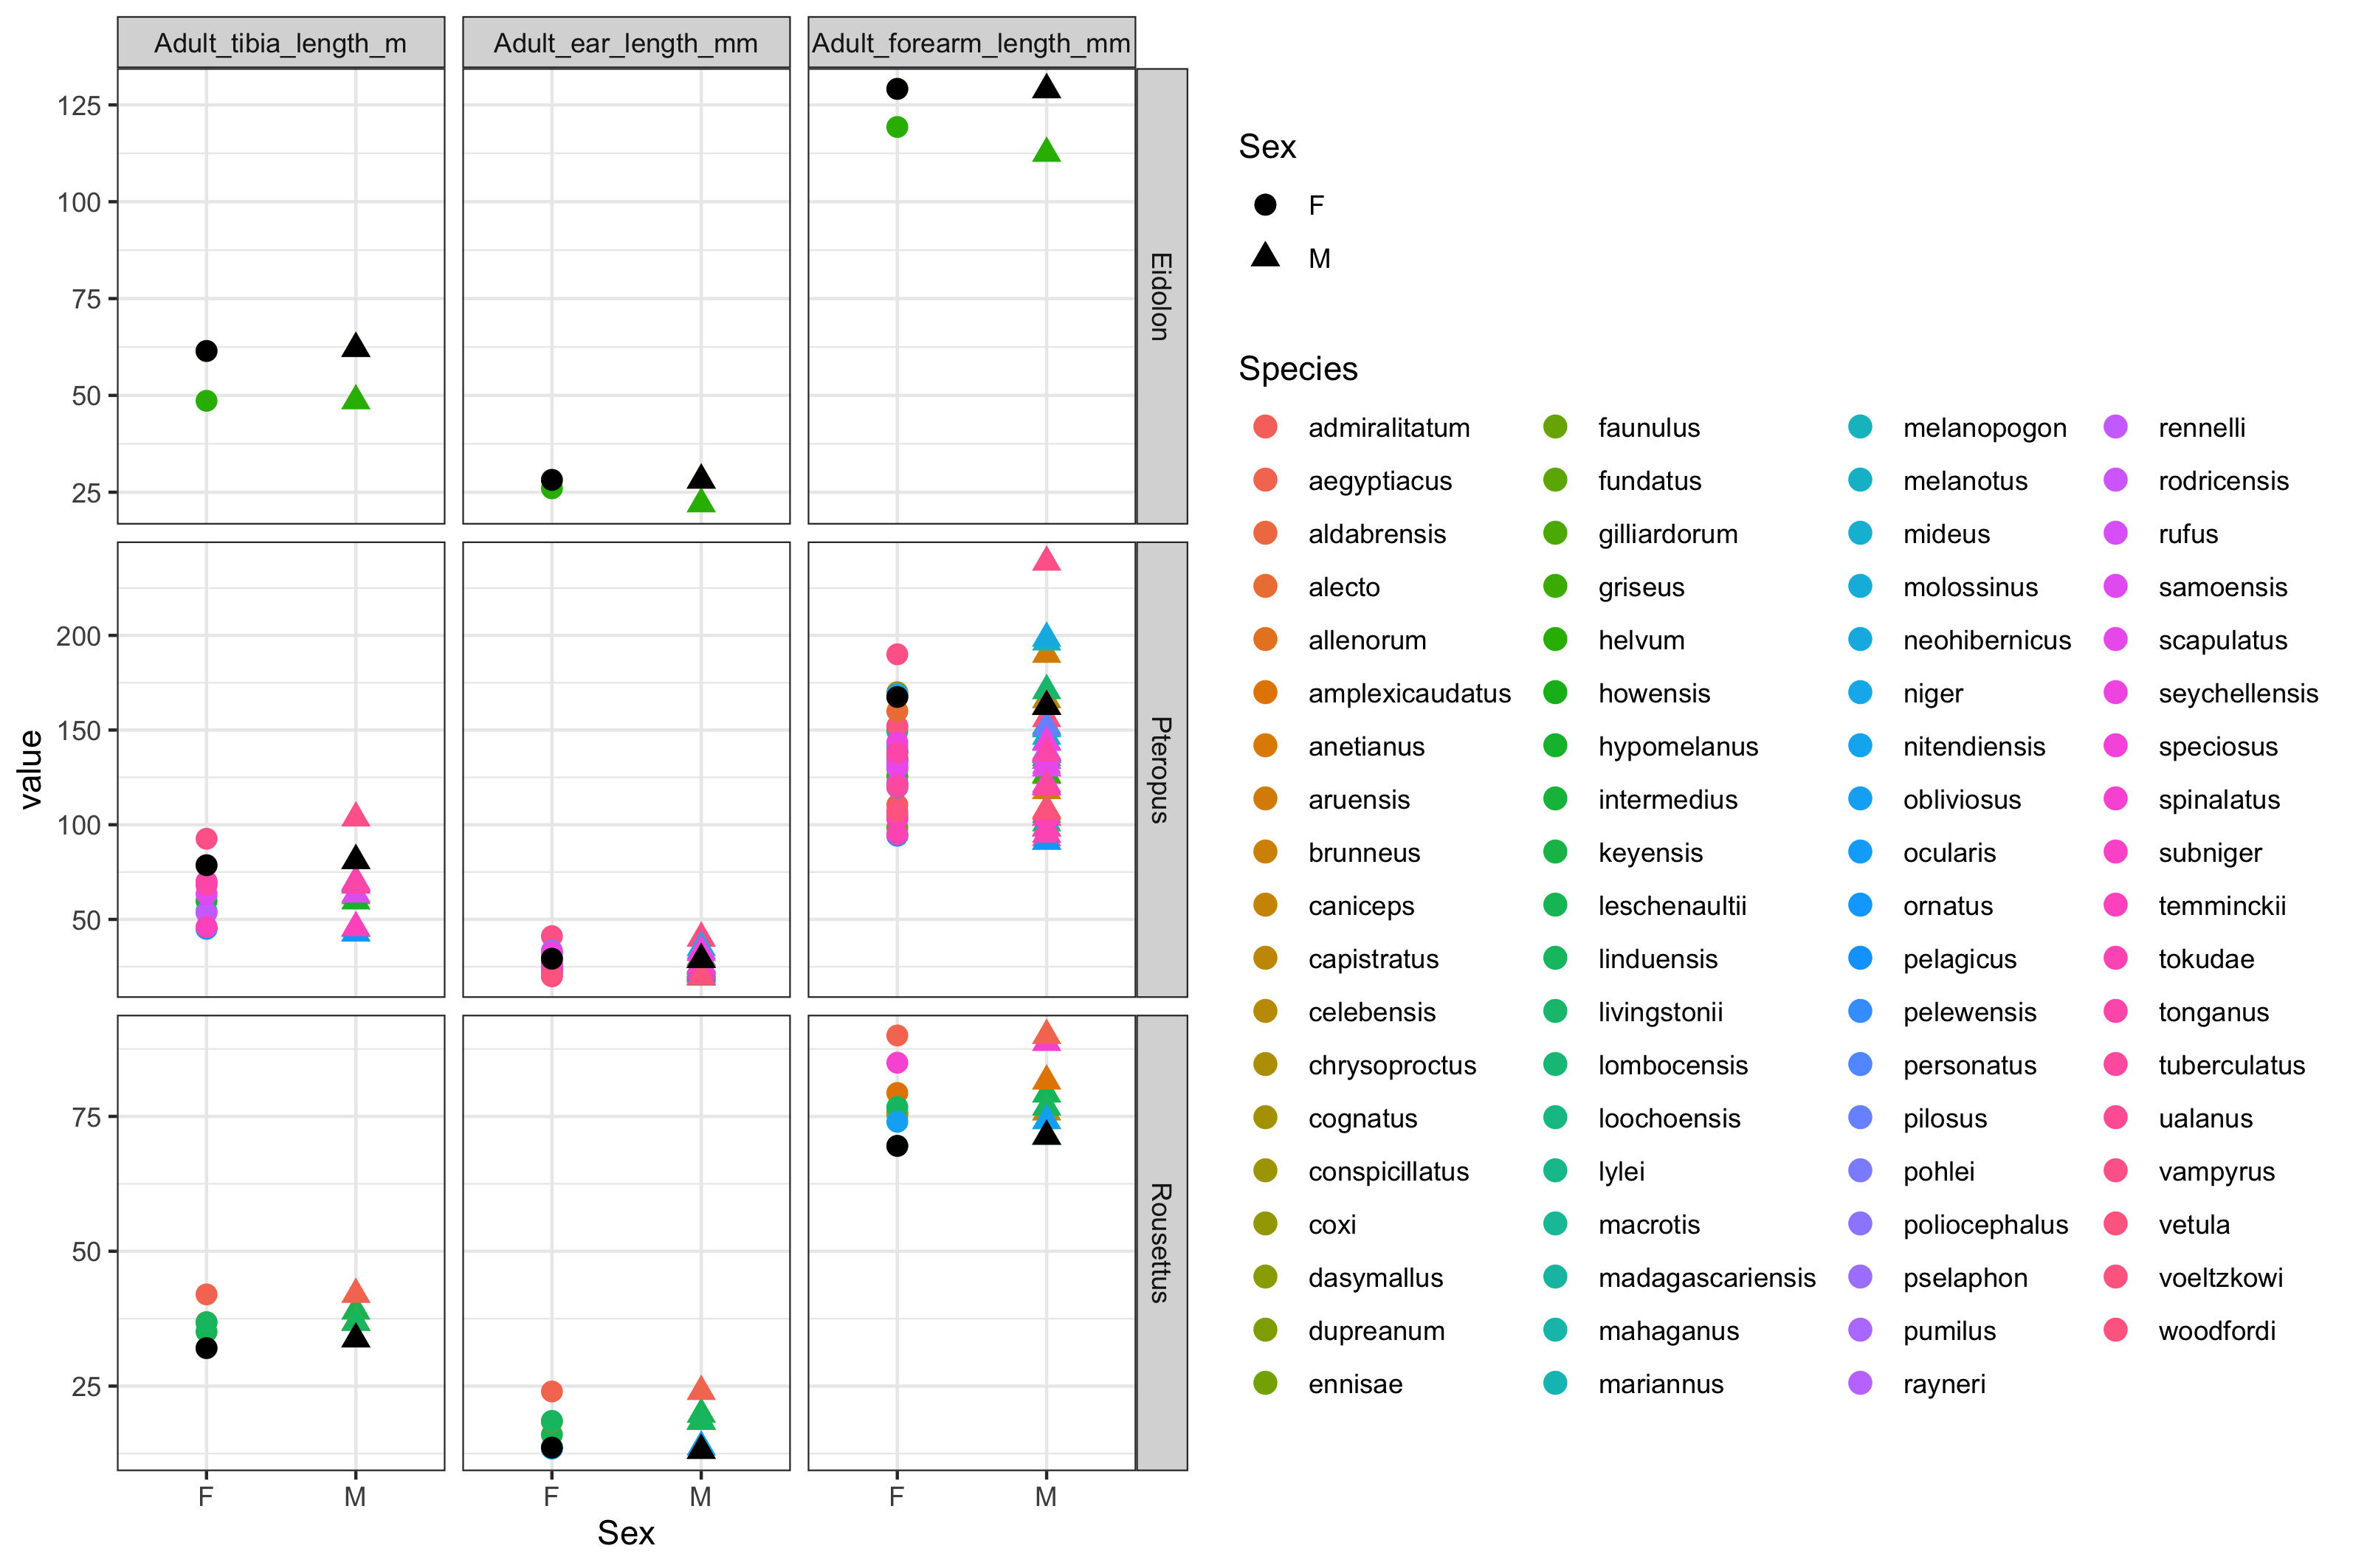 Adult_tibia_length_m
Adult_ear_length_mm
Adult_forearm_length_mm
125
100
75
50
25
Eidolon
200
150
100
50
Pteropus
75
50
25
Rousettus
value
F
M
F
M
F
M
Sex
Sex
F
M
Species
admiralitatum
aegyptiacus
aldabrensis
alecto
allenorum
amplexicaudatus
anetianus
aruensis
brunneus
caniceps
capistratus
celebensis
chrysoproctus
cognatus
conspicillatus
coxi
dasymallus
dupreanum
ennisae
faunulus
fundatus
gilliardorum
griseus
helvum
howensis
hypomelanus
intermedius
keyensis
leschenaultii
linduensis
livingstonii
lombocensis
loochoensis
lylei
macrotis
madagascariensis
mahaganus
mariannus
melanopogon
melanotus
mideus
molossinus
neohibernicus
niger
nitendiensis
obliviosus
ocularis
ornatus
pelagicus
pelewensis
personatus
pilosus
pohlei
poliocephalus
pselaphon
pumilus
rayneri
rennelli
rodricensis
rufus
samoensis
scapulatus
seychellensis
speciosus
spinalatus
subniger
temminckii
tokudae
tonganus
tuberculatus
ualanus
vampyrus
vetula
voeltzkowi
woodfordi